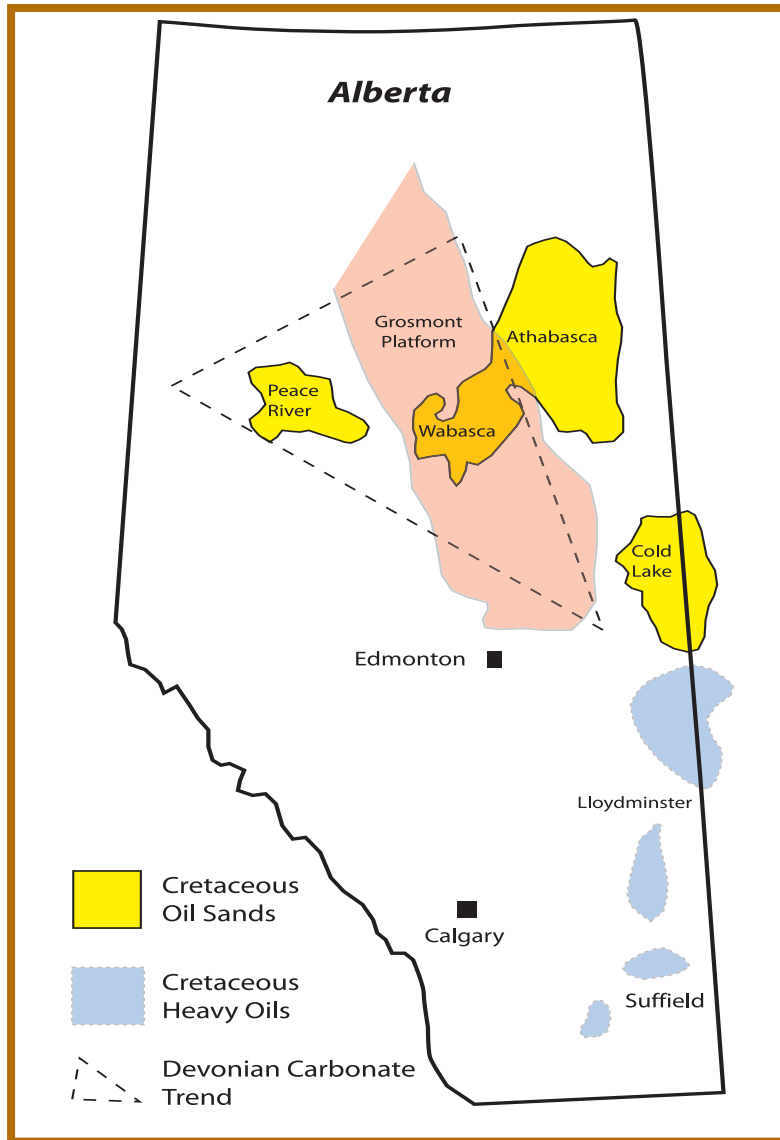 Alberta
Grosmont
Platform
Athabasca
Peace
River
Wabasca
Cold
Lake
Edmonton
Lloydminster
Cretaceous
Oil Sands
Calgary
Cretaceous
Heavy Oils
Suffield
Devonian Carbonate
Trend